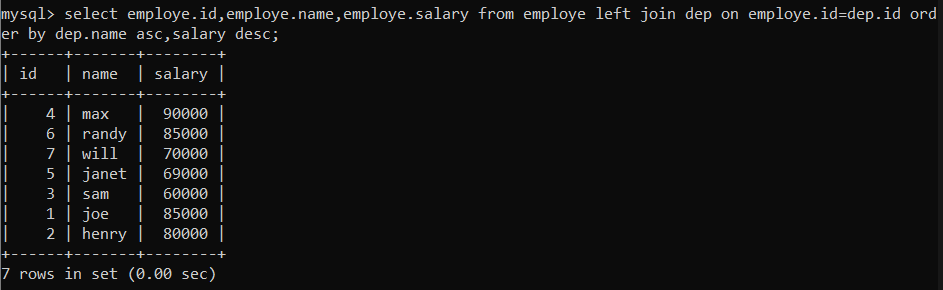 mysql> select employe.id,employe.name,employe.salary from employe left join dep on employe.id=dep.id ord
er by dep.name asc,salary desc;
+------+-------+--------+
| id   | name  | salary |
+------+-------+--------+
|    4 | max   |  90000 |
|    6 | randy |  85000 |
|    7 | will  |  70000 |
|    5 | janet |  69000 |
|    3 | sam   |  60000 |
|    1 | joe   |  85000 |
|    2 | henry |  80000 |
+------+-------+--------+
7 rows in set (0.00 sec)